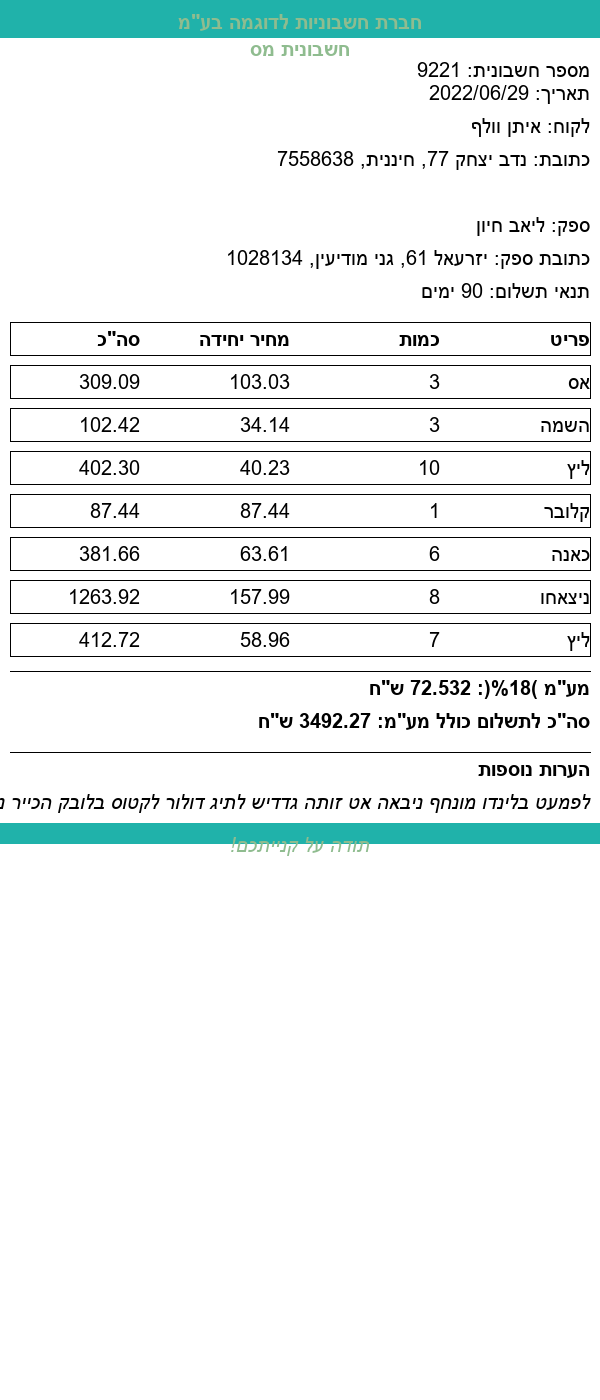 חברת חשבוניות לדוגמה בע"מ
חשבונית מס
מספר חשבונית: 9221
תאריך: 2022/06/29
לקוח: איתן וולף
כתובת: נדב יצחק 77, חיננית, 7558638
ספק: ליאב חיון
כתובת ספק: יזרעאל 61, גני מודיעין, 1028134
תנאי תשלום: 90 ימים
פריט כמות מחיר יחידה סה"כ
אס 3 103.03 309.09
השמה 3 34.14 102.42
ליץ 10 40.23 402.30
קלובר 1 87.44 87.44
כאנה 6 63.61 381.66
ניצאחו 8 157.99 1263.92
ליץ 7 58.96 412.72
מע"מ )18%(: 72.532 ש"ח
סה"כ לתשלום כולל מע"מ: 3492.27 ש"ח
הערות נוספות
לפמעט בלינדו מונחף ניבאה אט זותה גדדיש לתיג דולור לקטוס בלובק הכייר
תודה על קנייתכם!